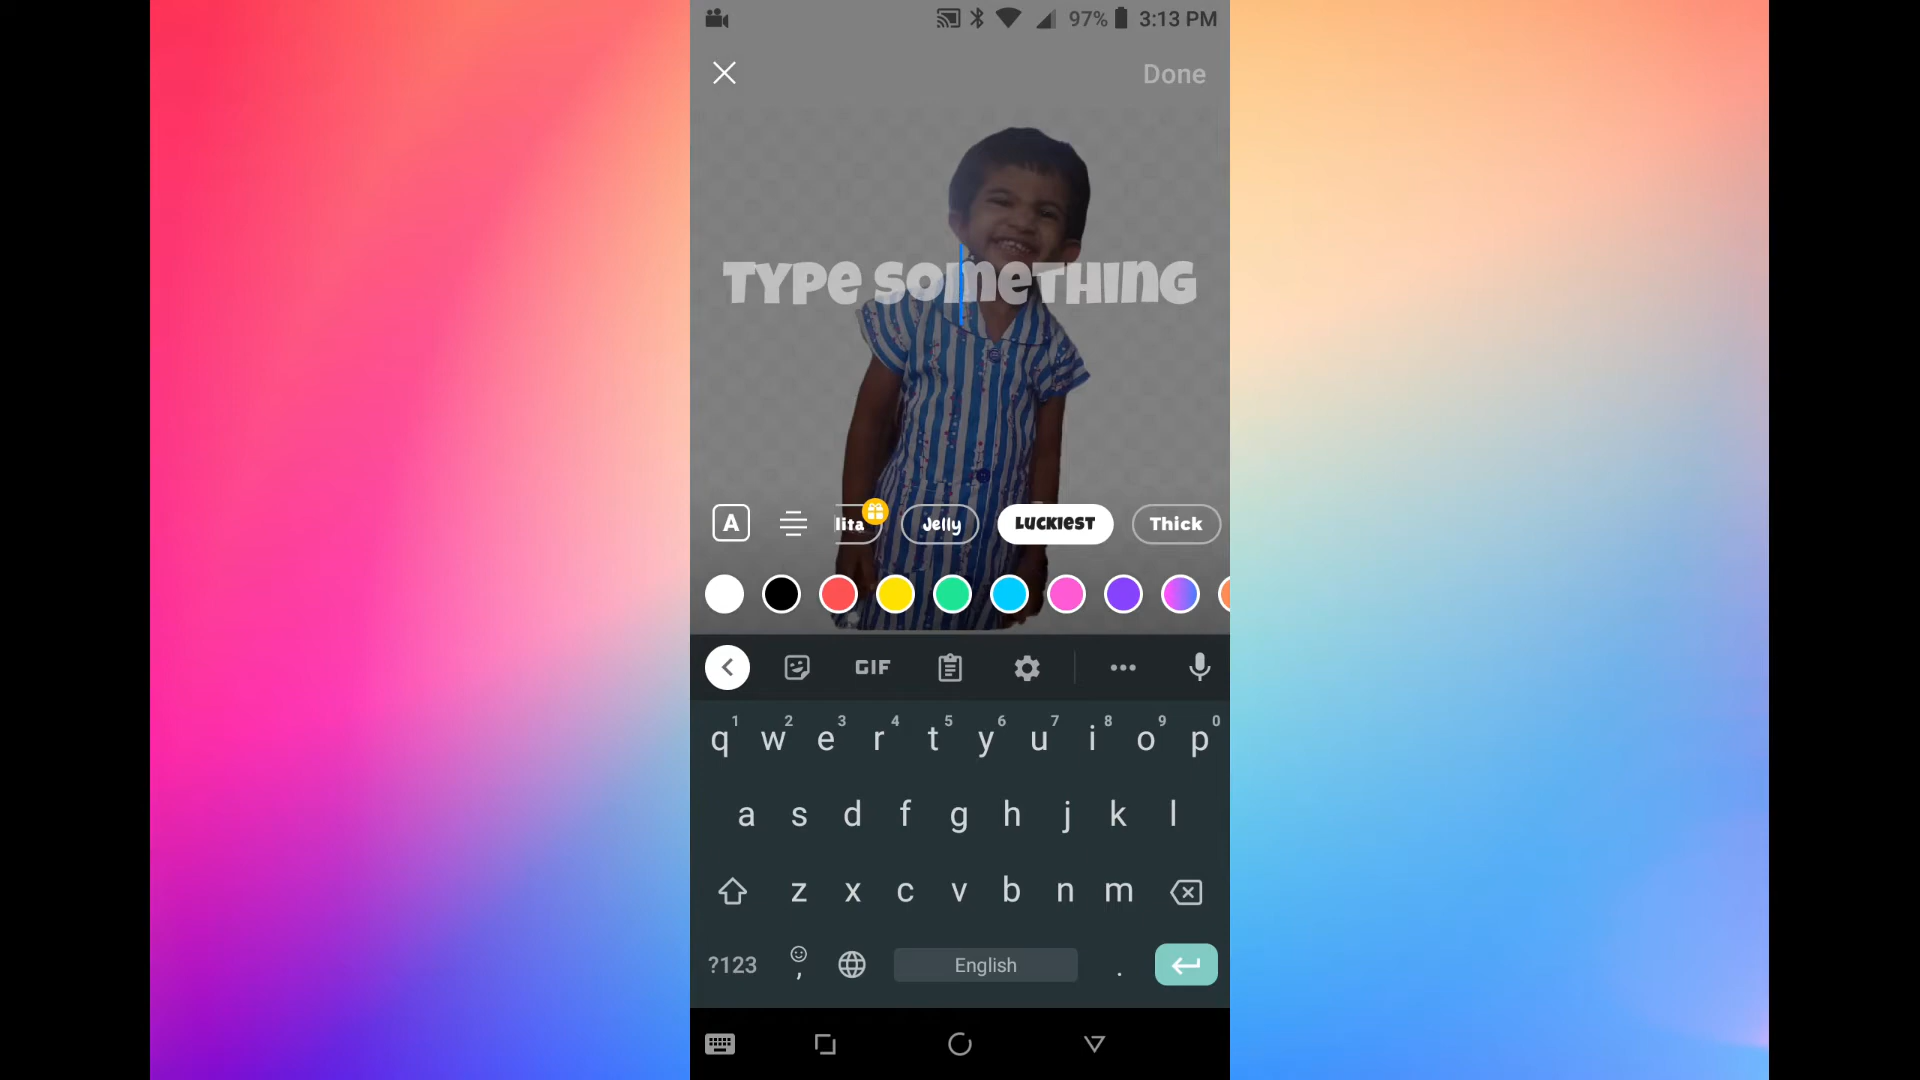 97% 3:13 PM
Done
TYPE SOMETHING
A lita Jelly LUCKIEST Thick
GIF
1 2 3 4 5 6 7 8 9 0
q w e r t y u i o p
a s d f g h j k l
z x c v b n m
?123 , English .